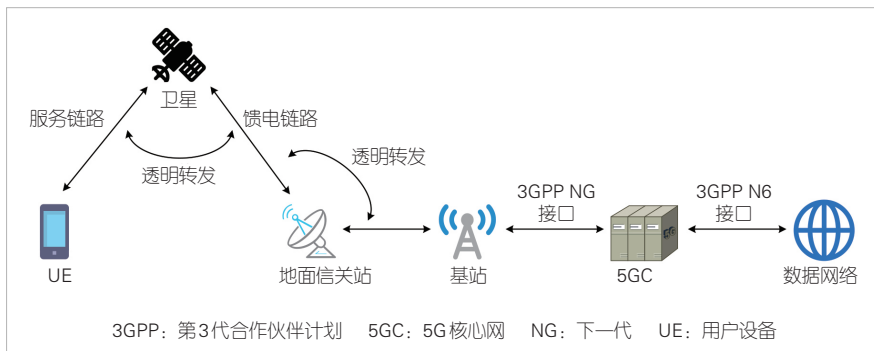 卫星
服务链路
馈电链路
透明转发
透明转发
3GPP NG
接口
3GPP N6
接口
UE
地面信关站
基站
5GC
数据网络
3GPP：第3代合作伙伴计划 5GC：5G核心网 NG：下一代 UE：用户设备